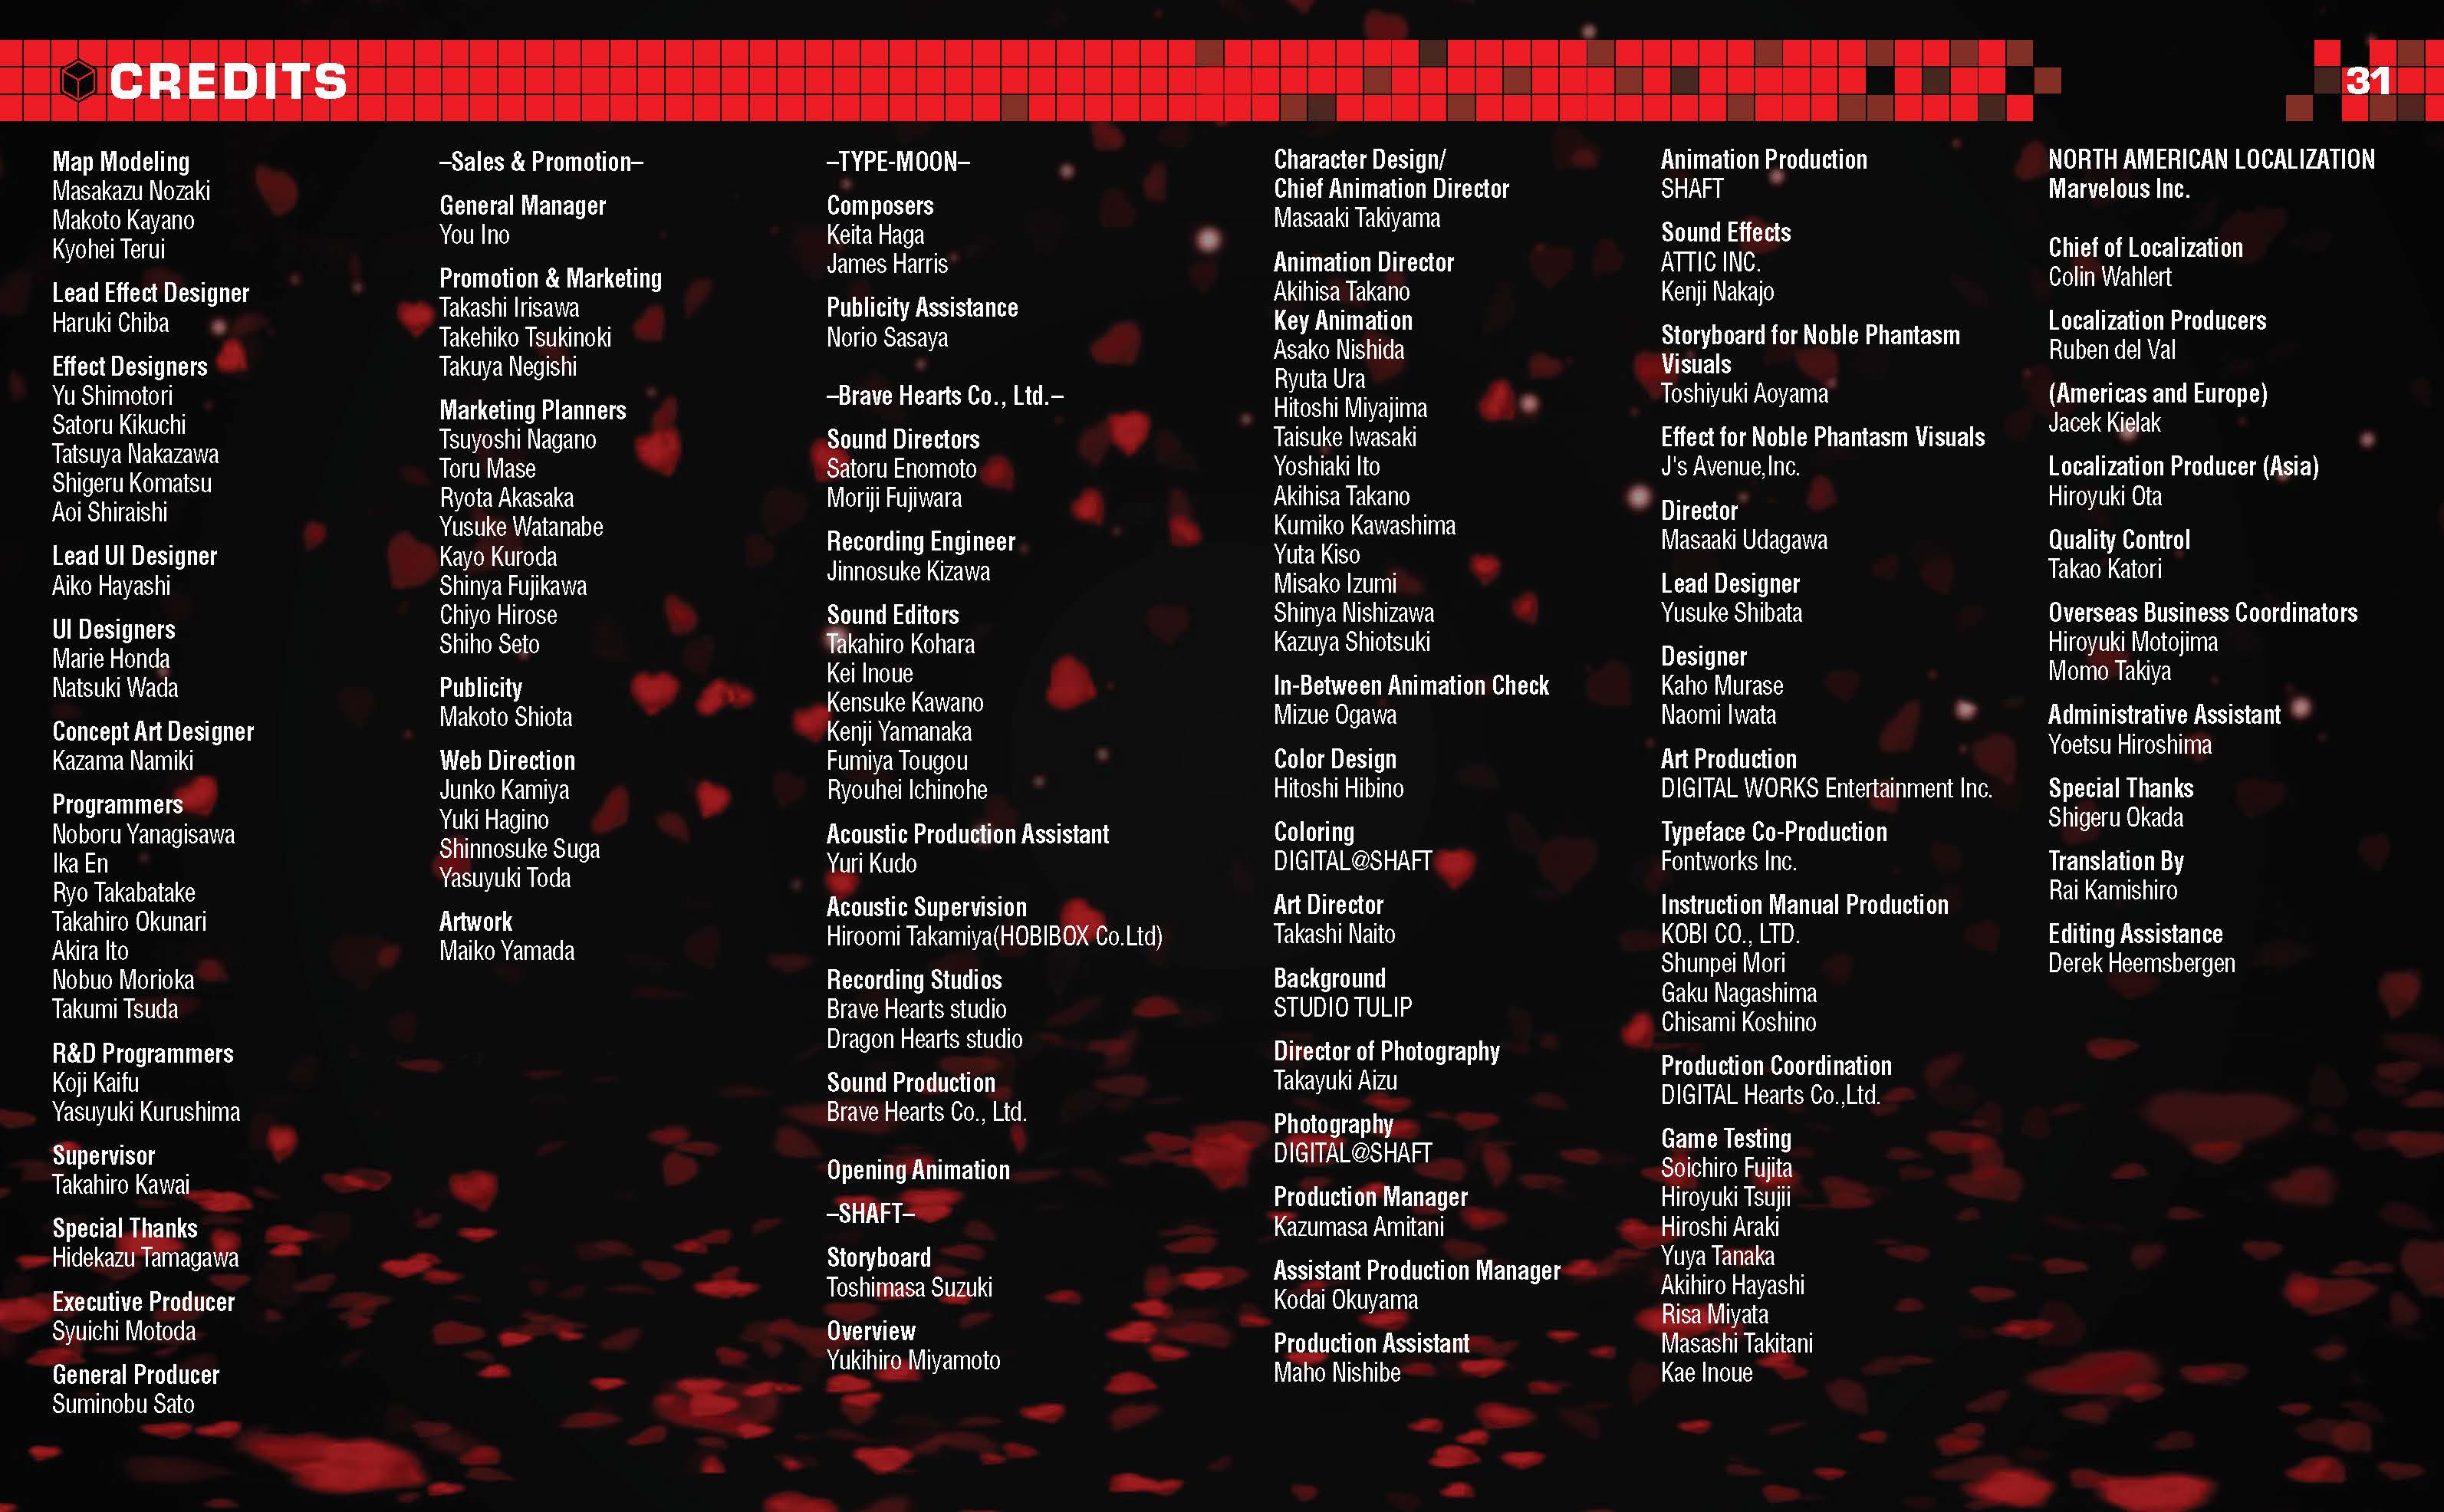 CREDITS
31
Map Modeling
Masakazu Nozaki
Makoto Kayano
Kyohei Terui
Lead Effect Designer
Haruki Chiba
Effect Designers
Yu Shimotori
Satoru Kikuchi
Tatsuya Nakazawa
Shigeru Komatsu
Aoi Shiraishi
Lead UI Designer
Aiko Hayashi
UI Designers
Marie Honda
Natsuki Wada
Concept Art Designer
Kazama Namiki
Programmers
Noboru Yanagisawa
Ika En
Ryo Takabatake
Takahiro Okunari
Akira Ito
Nobuo Morioka
Takumi Tsuda
R&D Programmers
Koji Kaifu
Yasuyuki Kurushima
Supervisor
Takahiro Kawai
Special Thanks
Hidekazu Tamagawa
Executive Producer
Syuichi Motoda
General Producer
Suminobu Sato
–Sales & Promotion–
General Manager
You Ino
Promotion & Marketing
Takashi Irisawa
Takehiko Tsukinoki
Takuya Negishi
Marketing Planners
Tsuyoshi Nagano
Toru Mase
Ryota Akasaka
Yusuke Watanabe
Kayo Kuroda
Shinya Fujikawa
Chiyo Hirose
Shiho Seto
Publicity
Makoto Shiota
Web Direction
Junko Kamiya
Yuki Hagino
Shinnosuke Suga
Yasuyuki Toda
Artwork
Maiko Yamada
–TYPE-MOON–
Composers
Keita Haga
James Harris
Publicity Assistance
Norio Sasaya
–Brave Hearts Co., Ltd.–
Sound Directors
Satoru Enomoto
Moriji Fujiwara
Recording Engineer
Jinnosuke Kizawa
Sound Editors
Takahiro Kohara
Kei Inoue
Kensuke Kawano
Kenji Yamanaka
Fumiya Tougou
Ryouhei Ichinohe
Acoustic Production Assistant
Yuri Kudo
Acoustic Supervision
Hiroomi Takamiya(HOBIBOX Co.Ltd)
Recording Studios
Brave Hearts studio
Dragon Hearts studio
Sound Production
Brave Hearts Co., Ltd.
Opening Animation
–SHAFT–
Storyboard
Toshimasa Suzuki
Overview
Yukihiro Miyamoto
Character Design/
Chief Animation Director
Masaaki Takiyama
Animation Director
Akihisa Takano
Key Animation
Asako Nishida
Ryuta Ura
Hitoshi Miyajima
Taisuke Iwasaki
Yoshiaki Ito
Akihisa Takano
Kumiko Kawashima
Yuta Kiso
Misako Izumi
Shinya Nishizawa
Kazuya Shiotsuki
In-Between Animation Check
Mizue Ogawa
Color Design
Hitoshi Hibino
Coloring
DIGITAL@SHAFT
Art Director
Takashi Naito
Background
STUDIO TULIP
Director of Photography
Takayuki Aizu
Photography
DIGITAL@SHAFT
Production Manager
Kazumasa Amitani
Assistant Production Manager
Kodai Okuyama
Production Assistant
Maho Nishibe
Animation Production
SHAFT
Sound Effects
ATTIC INC.
Kenji Nakajo
Storyboard for Noble Phantasm
Visuals
Toshiyuki Aoyama
Effect for Noble Phantasm Visuals
J's Avenue,Inc.
Director
Masaaki Udagawa
Lead Designer
Yusuke Shibata
Designer
Kaho Murase
Naomi Iwata
Art Production
DIGITAL WORKS Entertainment Inc.
Typeface Co-Production
Fontworks Inc.
Instruction Manual Production
KOBI CO., LTD.
Shunpei Mori
Gaku Nagashima
Chisami Koshino
Production Coordination
DIGITAL Hearts Co.,Ltd.
Game Testing
Soichiro Fujita
Hiroyuki Tsujii
Hiroshi Araki
Yuya Tanaka
Akihiro Hayashi
Risa Miyata
Masashi Takitani
Kae Inoue
NORTH AMERICAN LOCALIZATION
Marvelous Inc.
Chief of Localization
Colin Wahlert
Localization Producers
Ruben del Val
(Americas and Europe)
Jacek Kielak
Localization Producer (Asia)
Hiroyuki Ota
Quality Control
Takao Katori
Overseas Business Coordinators
Hiroyuki Motojima
Momo Takiya
Administrative Assistant
Yoetsu Hiroshima
Special Thanks
Shigeru Okada
Translation By
Rai Kamishiro
Editing Assistance
Derek Heemsbergen